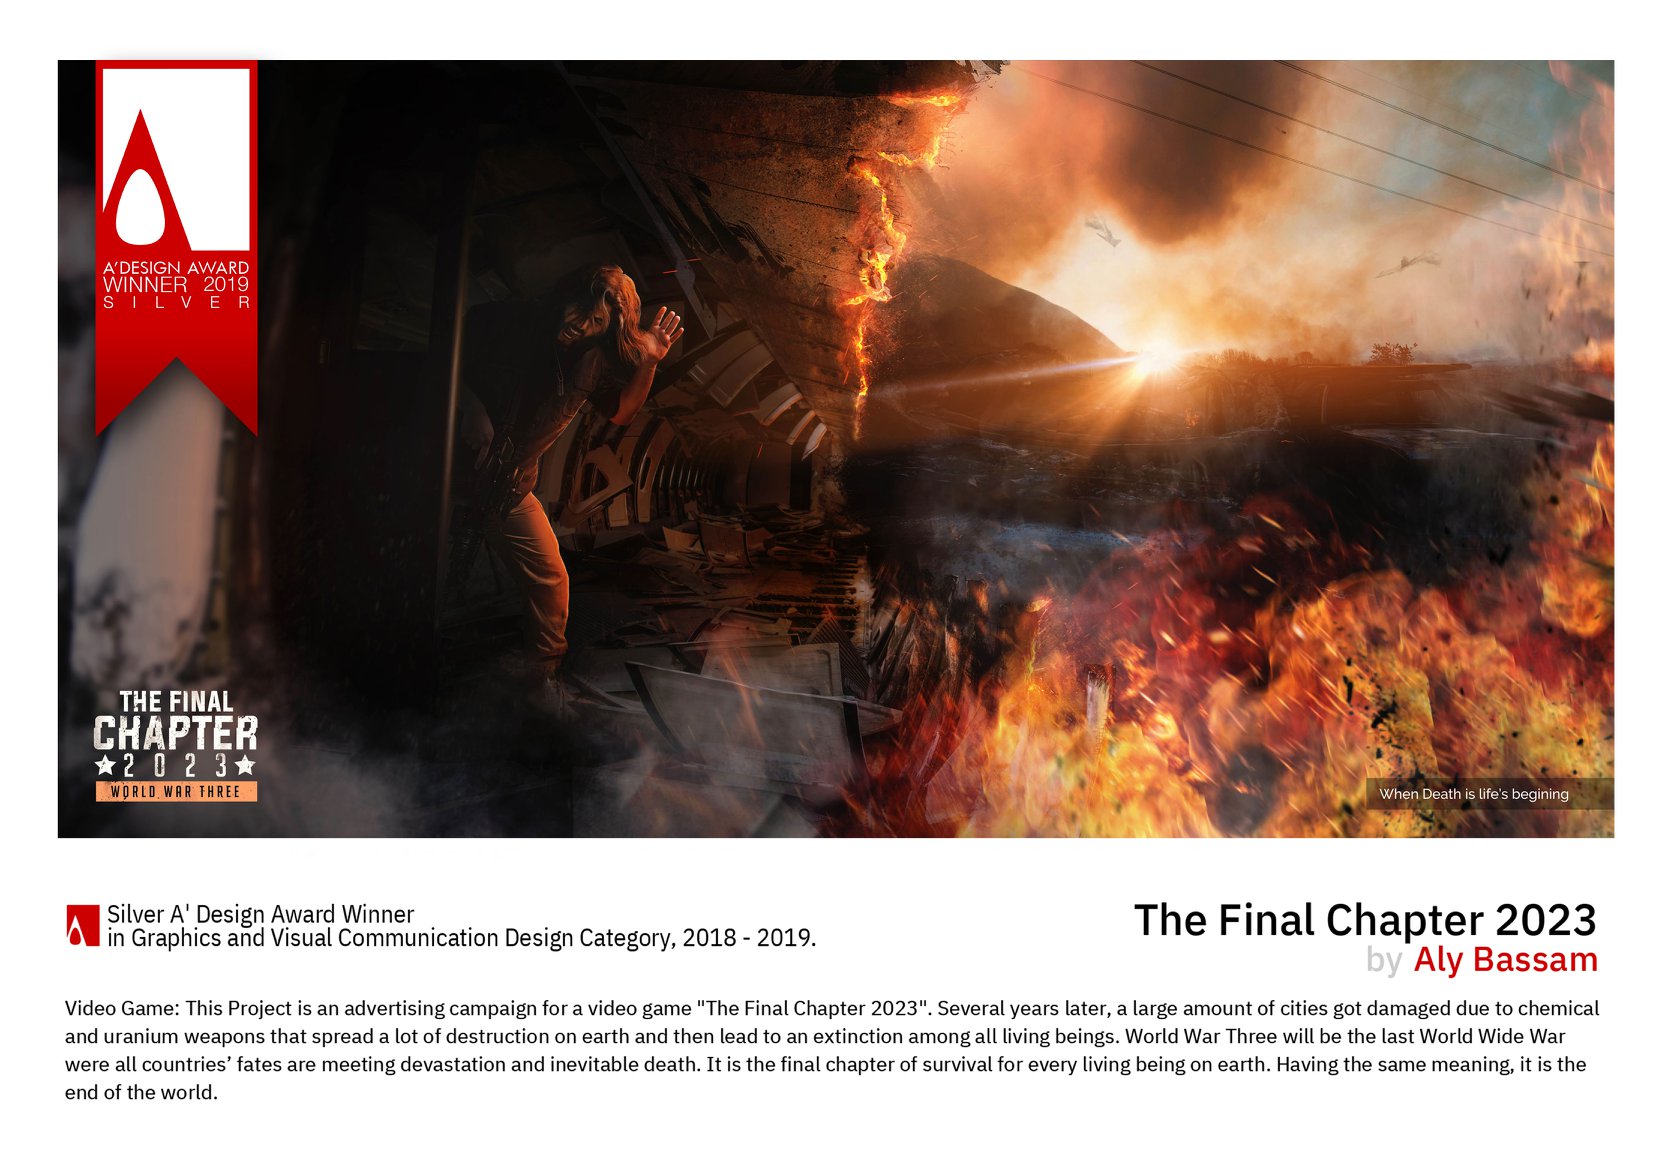 A'DESIGN AWARD
WINNER 2019
SILVER
THE FINAL
CHAPTER
2023
WORLD WAR THREE
When Death is life's begining
Silver A' Design Award Winner
in Graphics and Visual Communication Design Category, 2018 - 2019.
The Final Chapter 2023
by Aly Bassam
Video Game: This Project is an advertising campaign for a video game "The Final Chapter 2023". Several years later, a large amount of cities got damaged due to chemical
and uranium weapons that spread a lot of destruction on earth and then lead to an extinction among all living beings. World War Three will be the last World Wide War
were all countries’ fates are meeting devastation and inevitable death. It is the final chapter of survival for every living being on earth. Having the same meaning, it is the
end of the world.